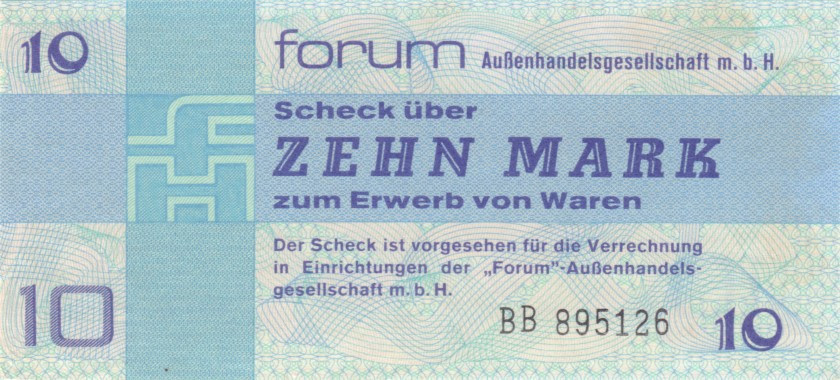 10
forum Außenhandelsgesellschaft m. b. H.
Scheck über
ZEHN MARK
zum Erwerb von Waren
Der Scheck ist vorgesehen für die Verrechnung
in Einrichtungen der „Forum"-Außenhandels-
gesellschaft m. b. H.
10
BB 895126
10